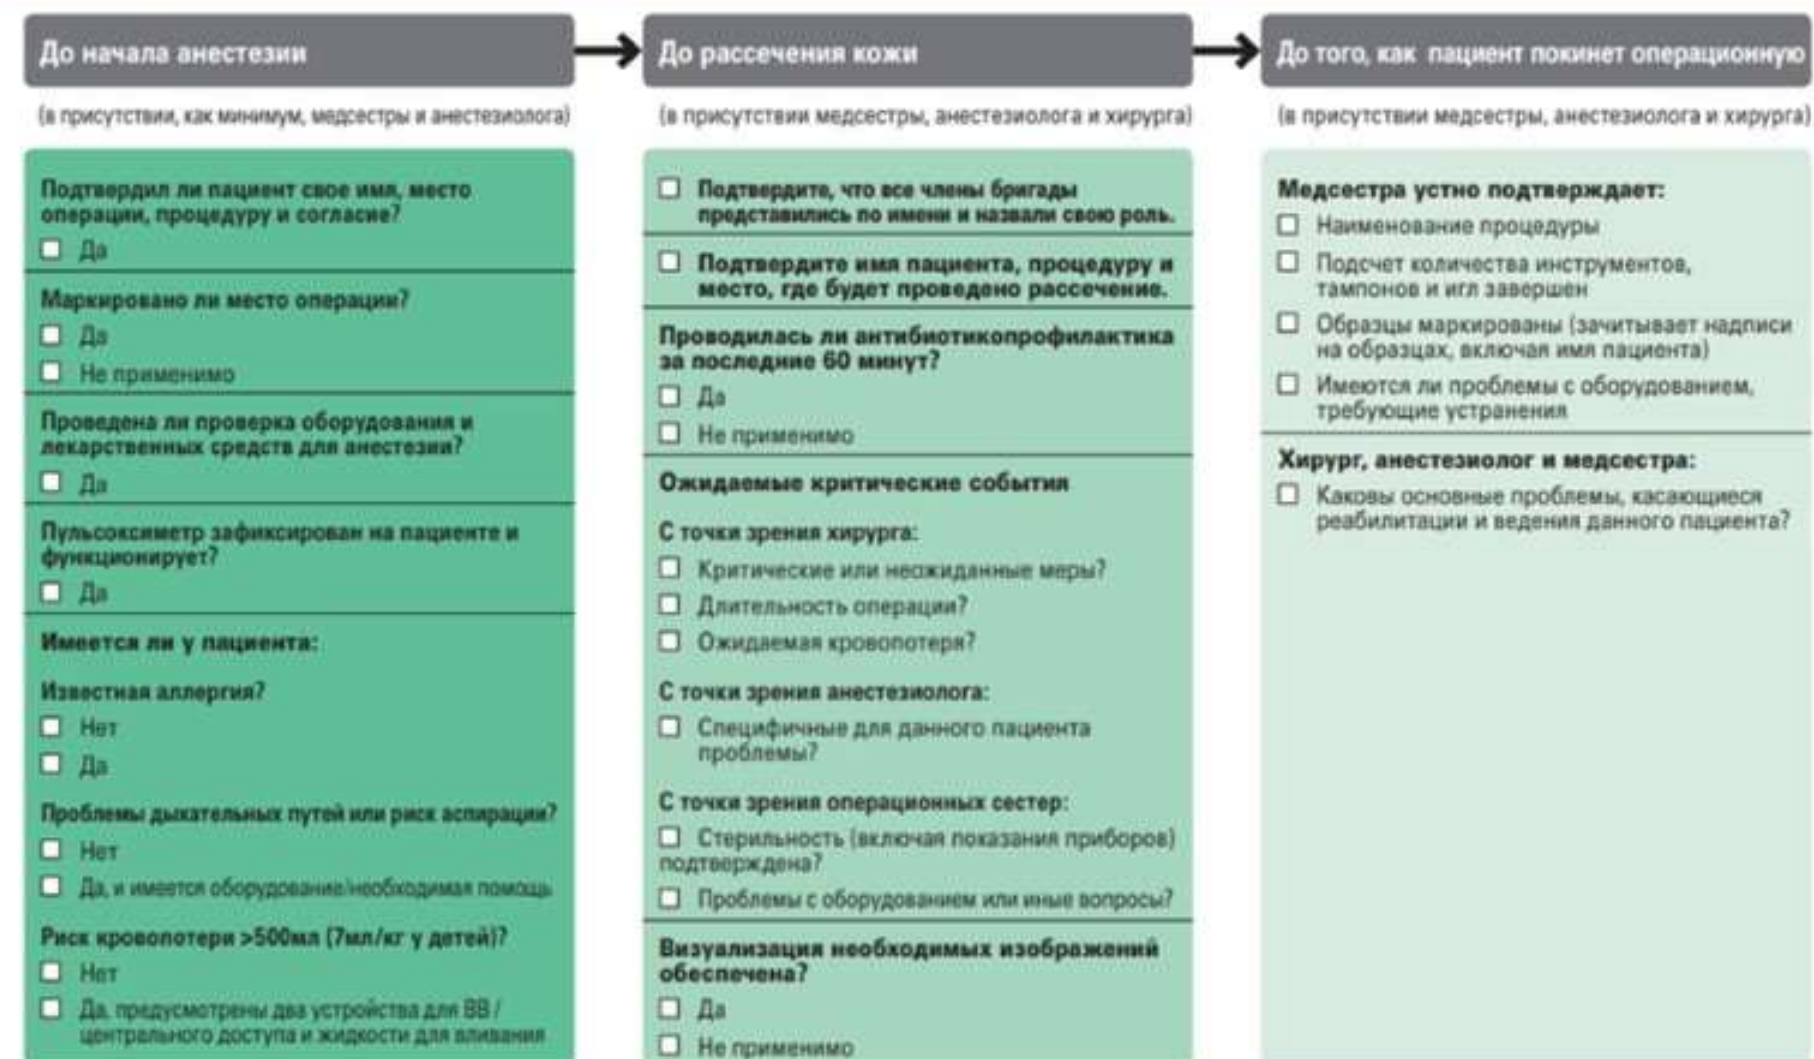 До начала анестезии
(в присутствии, как минимум, медсестры и анестезиолога)
Подтвердил ли пациент свое имя, место
операции, процедуру и согласие?
Да
Маркировано ли место операции?
Да
Не применимо
Проведена ли проверка оборудования и
лекарственных средств для анестезии?
Да
Пульсоксиметр зафиксирован на пациенте и
функционирует?
Да
Имеется ли у пациента:
Известная аллергия?
Нет
Да
Проблемы дыхательных путей или риск аспирации?
Нет
Да, и имеется оборудование/необходимая помощь
Риск кровопотери >500мл (7мл/кг у детей)?
Нет
Да, предусмотрены два устройства для ВВ /
центрального доступа и жидкости для вливания
До рассечения кожи
(в присутствии медсестры, анестезиолога и хирурга)
Подтвердите, что все члены бригады
представились по имени и назвали свою роль.
Подтвердите имя пациента, процедуру и
место, где будет проведено рассечение.
Проводилась ли антибиотикопрофилактика
за последние 60 минут?
Да
Не применимо
Ожидаемые критические события
С точки зрения хирурга:
Критические или неожиданные меры?
Длительность операции?
Ожидаемая кровопотеря?
С точки зрения анестезиолога:
Специфичные для данного пациента
проблемы?
С точки зрения операционных сестер:
Стерильность (включая показания приборов)
подтверждена?
Проблемы с оборудованием или иные вопросы?
Визуализация необходимых изображений
обеспечена?
Да
Не применимо
До того, как пациент покинет операционную
(в присутствии медсестры, анестезиолога и хирурга)
Медсестра устно подтверждает:
Наименование процедуры
Подсчет количества инструментов,
тампонов и игл завершен
Образцы маркированы (зачитывает надписи
на образцах, включая имя пациента)
Имеются ли проблемы с оборудованием,
требующие устранения
Хирург, анестезиолог и медсестра:
Каковы основные проблемы, касающиеся
реабилитации и ведения данного пациента?